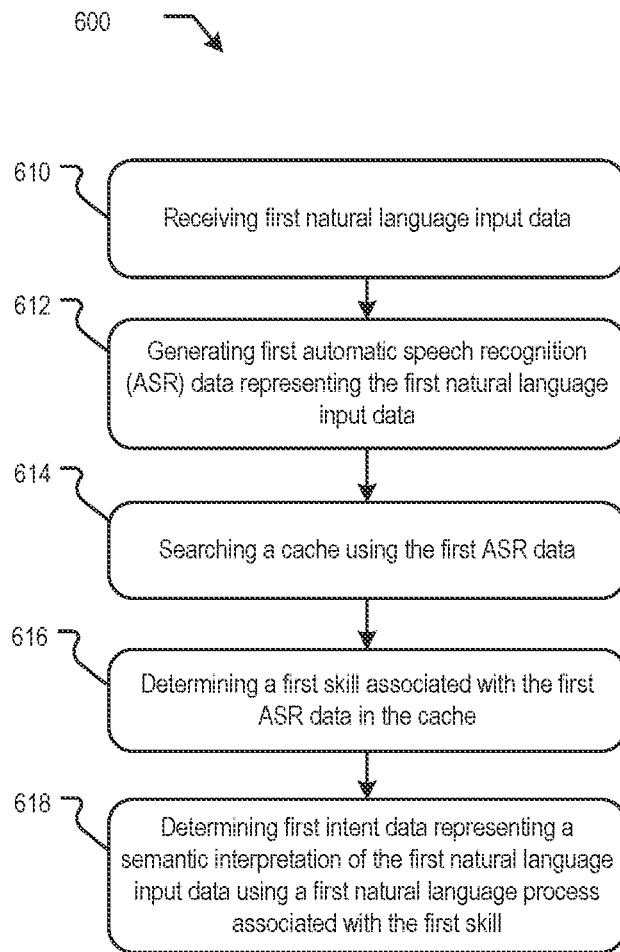 600
610
Receiving first natural language input data
612
Generating first automatic speech recognition
(ASR) data representing the first natural language
input data
614
Searching a cache using the first ASR data
616
Determining a first skill associated with the first
ASR data in the cache
618
Determining first intent data representing a
semantic interpretation of the first natural language
input data using a first natural language process
associated with the first skill